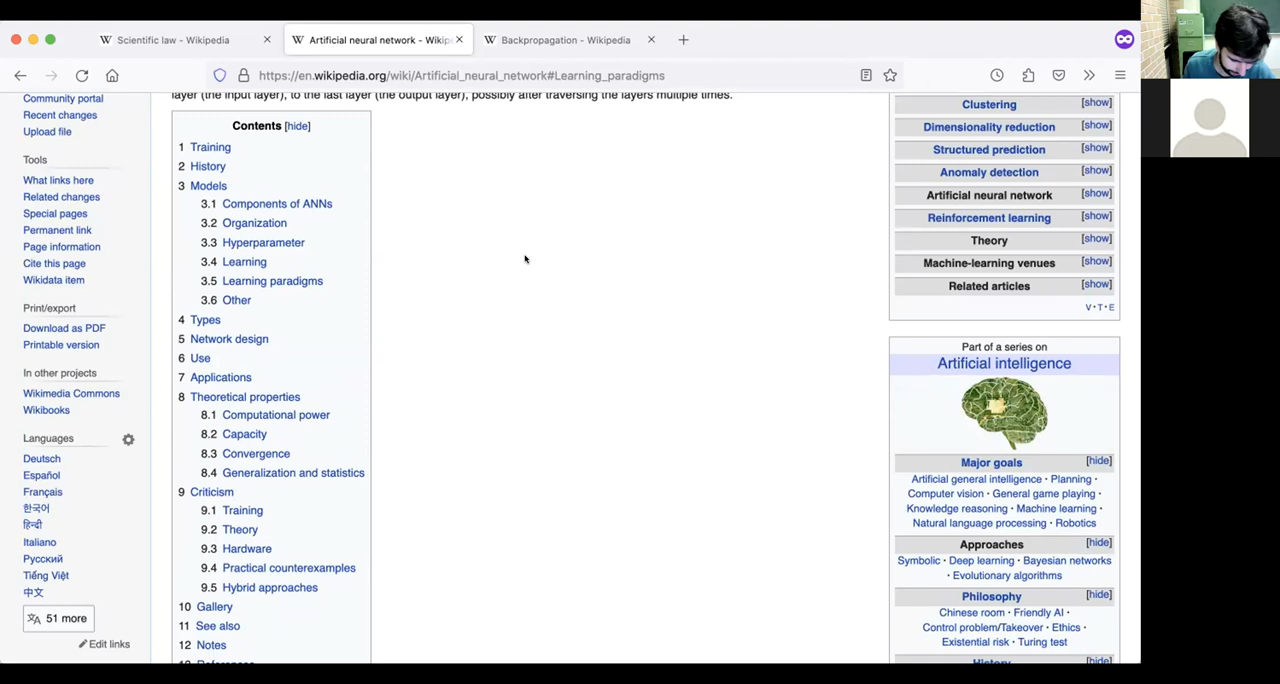 Scientific law - Wikipedia
Artificial neural network - Wikip
Backpropagation - Wikipedia
https://en.wikipedia.org/wiki/Artificial_neural_network#Learning_paradigms
Community portal
Recent changes
Upload file
Tools
What links here
Related changes
Special pages
Permanent link
Page information
Cite this page
Wikidata item
Print/export
Download as PDF
Printable version
In other projects
Wikimedia Commons
Wikibooks
Languages
Deutsch
Español
Français
한국어
हिन्दी
Italiano
Русский
Tiếng Việt
中文
51 more
Edit links
layer (the input layer), to the last layer (the output layer), possibly after traversing the layers multiple times.
Contents [hide]
1 Training
2 History
3 Models
3.1 Components of ANNs
3.2 Organization
3.3 Hyperparameter
3.4 Learning
3.5 Learning paradigms
3.6 Other
4 Types
5 Network design
6 Use
7 Applications
8 Theoretical properties
8.1 Computational power
8.2 Capacity
8.3 Convergence
8.4 Generalization and statistics
9 Criticism
9.1 Training
9.2 Theory
9.3 Hardware
9.4 Practical counterexamples
9.5 Hybrid approaches
10 Gallery
11 See also
12 Notes
13 References
Clustering [show]
Dimensionality reduction [show]
Structured prediction [show]
Anomaly detection [show]
Artificial neural network [show]
Reinforcement learning [show]
Theory [show]
Machine-learning venues [show]
Related articles [show]
V·T·E
Part of a series on
Artificial intelligence
Major goals [hide]
Artificial general intelligence · Planning ·
Computer vision · General game playing ·
Knowledge reasoning · Machine learning ·
Natural language processing · Robotics
Approaches [hide]
Symbolic · Deep learning · Bayesian networks
· Evolutionary algorithms
Philosophy [hide]
Chinese room · Friendly AI ·
Control problem/Takeover · Ethics ·
Existential risk · Turing test
History [hide]